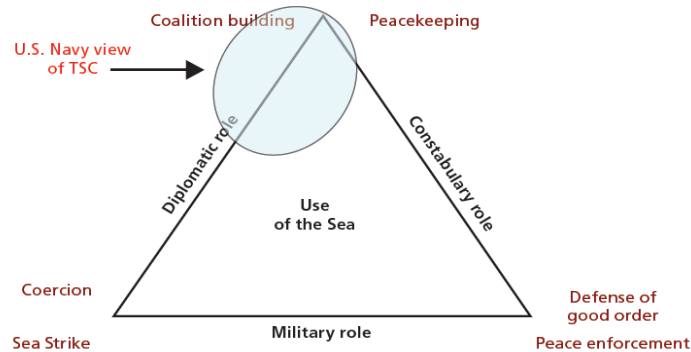 Coalition building
Peacekeeping
U.S. Navy view
of TSC
Diplomatic role
Constabulary role
Use
of the Sea
Coercion
Defense of
good order
Military role
Sea Strike
Peace enforcement